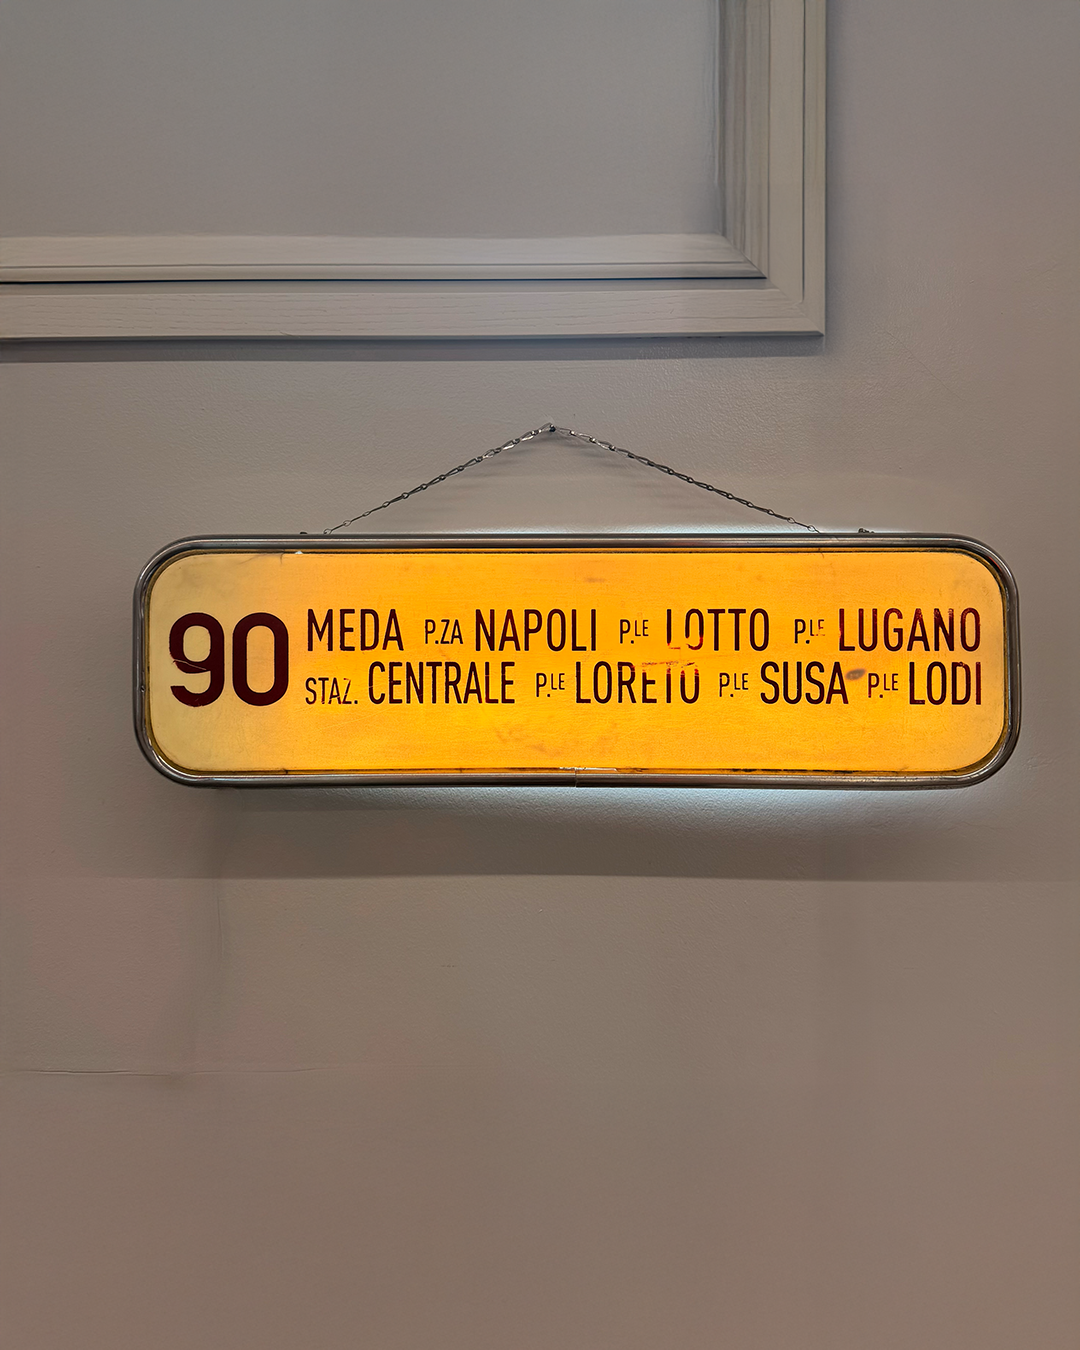 90 MEDA P.ZA NAPOLI P.LE LOTTO P.LE LUGANO
STAZ. CENTRALE P.LE LORETO P.LE SUSA P.LE LODI